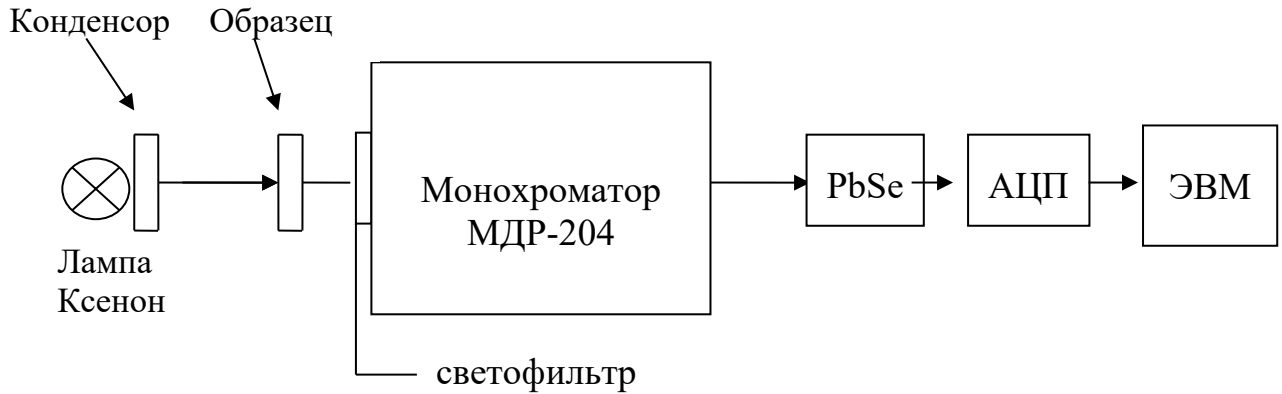 Конденсор
Образец
Лампа
Ксенон
Монохроматор
МДР-204
PbSe
АЦП
ЭВМ
светофильтр